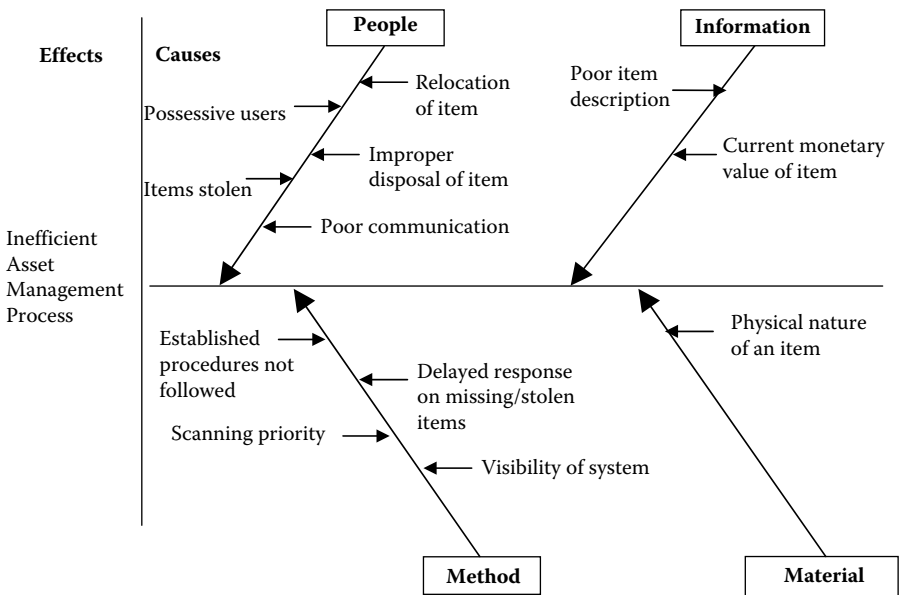 People
Information
Effects
Causes
Relocation
of item
Possessive users
Improper
disposal of item
Items stolen
Poor communication
Poor item
description
Current monetary
value of item
Inefficient
Asset
Management
Process
Established
procedures not
followed
Delayed response
on missing/stolen
items
Scanning priority
Visibility of system
Physical nature
of an item
Method
Material